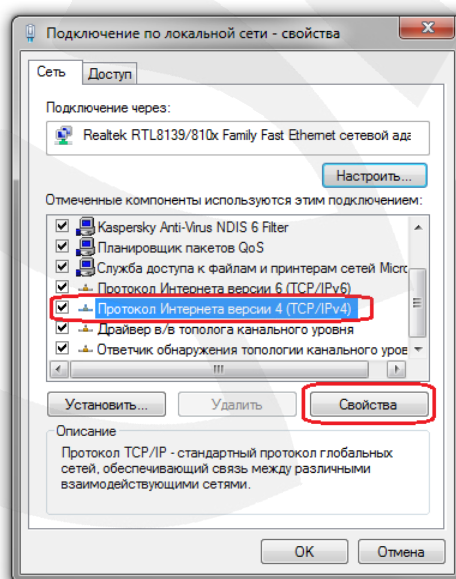 Подключение по локальной сети - свойства
Сеть Доступ
Подключение через:
Realtek RTL8139/810x Family Fast Ethernet сетевой ада
Настроить...
Отмеченные компоненты используются этим подключением:
Kaspersky Anti-Virus NDIS 6 Filter
Планировщик пакетов QoS
Служба доступа к файлам и принтерам сетей Micro
Протокол Интернета версии 6 (TCP/IPv6)
Протокол Интернета версии 4 (TCP/IPv4)
Драйвер в/в тополога канального уровня
Ответчик обнаружения топологии канального уров
Установить... Удалить Свойства
Описание
Протокол TCP/IP - стандартный протокол глобальных
сетей, обеспечивающий связь между различными
взаимодействующими сетями.
OK Отмена